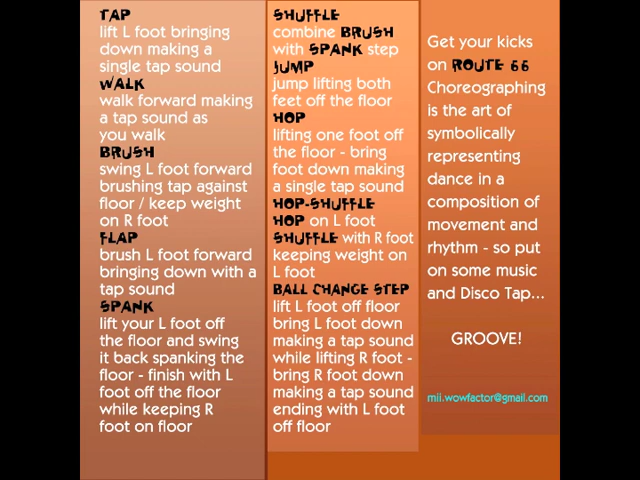 TAP
lift L foot bringing
down making a
single tap sound
WALK
walk forward making
a tap sound as
you walk
BRUSH
swing L foot forward
brushing tap against
floor / keep weight
on R foot
FLAP
brush L foot forward
bringing down with a
tap sound
SPANK
lift your L foot off
the floor and swing
it back spanking the
floor - finish with L
foot off the floor
while keeping R
foot on floor
SHUFFLE
combine BRUSH
with SPANK step
JUMP
jump lifting both
feet off the floor
HOP
lifting one foot off
the floor - bring
foot down making
a single tap sound
HOP-SHUFFLE
HOP on L foot
SHUFFLE with R foot
keeping weight on
L foot
BALL CHANGE STEP
lift L foot off floor
bring L foot down
making a tap sound
while lifting R foot -
bring R foot down
making a tap sound
ending with L foot
off floor
Get your kicks
on ROUTE 66
Choreographing
is the art of
symbolically
representing
dance in a
composition of
movement and
rhythm - so put
on some music
and Disco Tap...
GROOVE!
mii.wowfactor@gmail.com